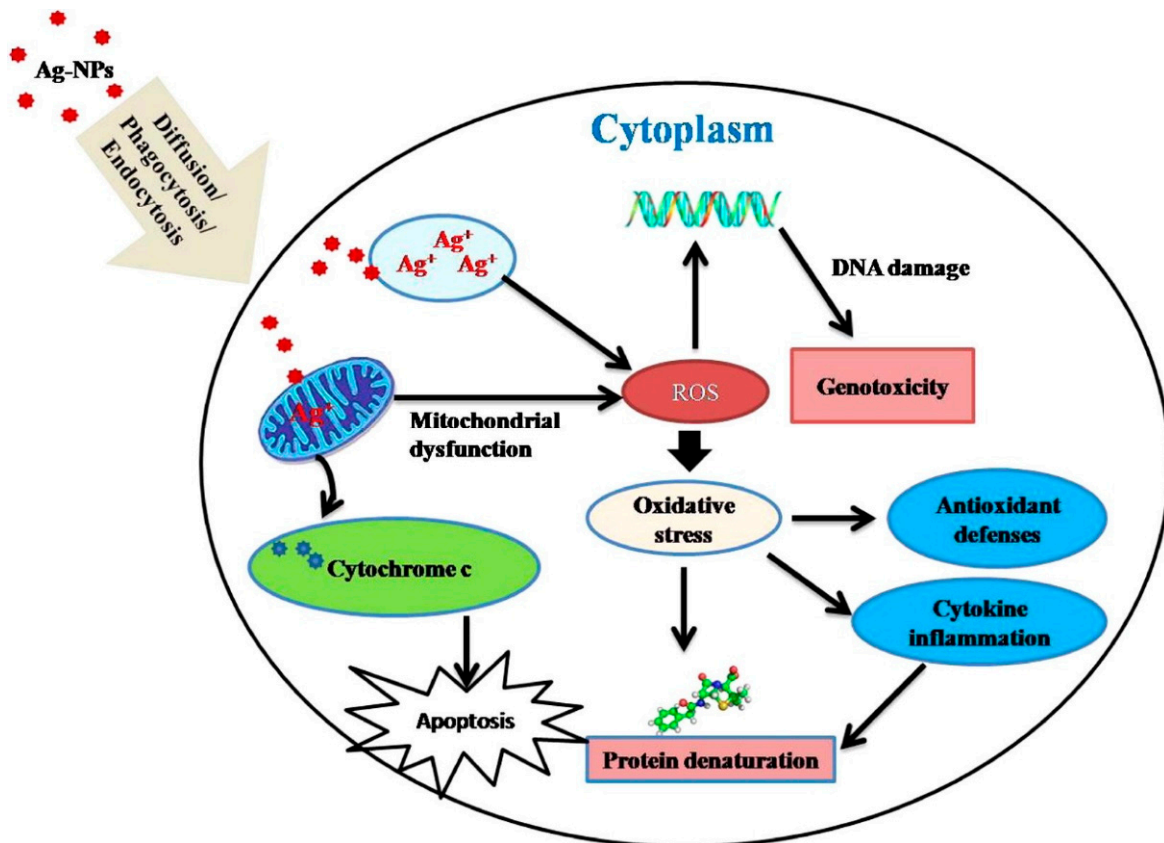 Ag-NPs
Diffusion/
Phagocytosis/
Endocytosis
Cytoplasm
Ag+
Ag+
Ag+
DNA damage
ROS
Genotoxicity
Ag+
Mitochondrial
dysfunction
Oxidative
stress
Antioxidant
defenses
Cytochrome c
Cytokine
inflammation
Apoptosis
Protein denaturation